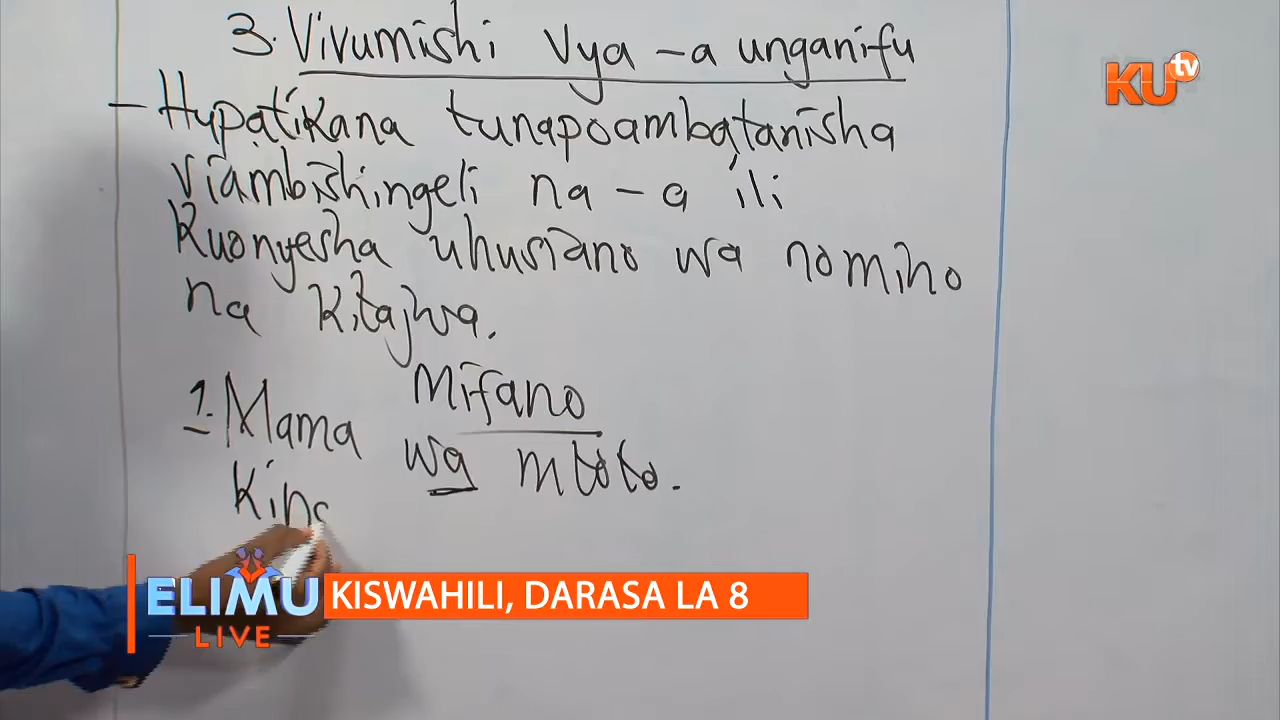 3. Vivumishi vya -a unganifu
KU tv
- Hupatikana tunapoambatanisha
viambishingeli na -a ili
kuonyesha uhusiano wa nomino
na kitajwa.
Mifano
1. Mama wa mtoto.
Kina
ELIMU LIVE
KISWAHILI, DARASA LA 8